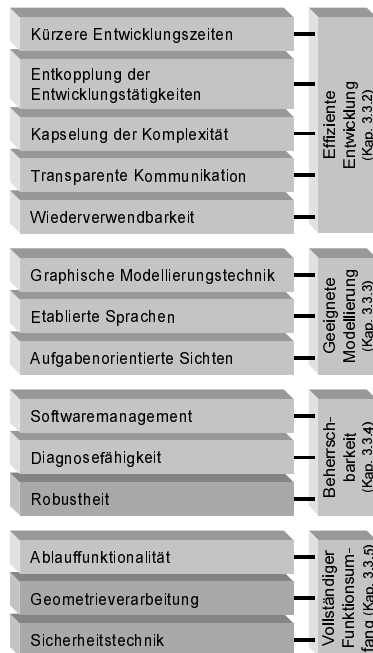 Kürzere Entwicklungszeiten
Entkopplung der
Entwicklungstätigkeiten
Kapselung der Komplexität
Transparente Kommunikation
Wiederverwendbarkeit
Effiziente
Entwicklung
(Kap. 3.3.2)
Graphische Modellierungstechnik
Etablierte Sprachen
Aufgabenorientierte Sichten
Geeignete
Modellierung
(Kap. 3.3.3)
Softwaremanagement
Diagnosefähigkeit
Robustheit
Beherrsch-
barkeit
(Kap. 3.3.4)
Ablauffunktionalität
Geometrieverarbeitung
Sicherheitstechnik
Vollständiger
Funktionsum-
fang (Kap. 3.3.5)